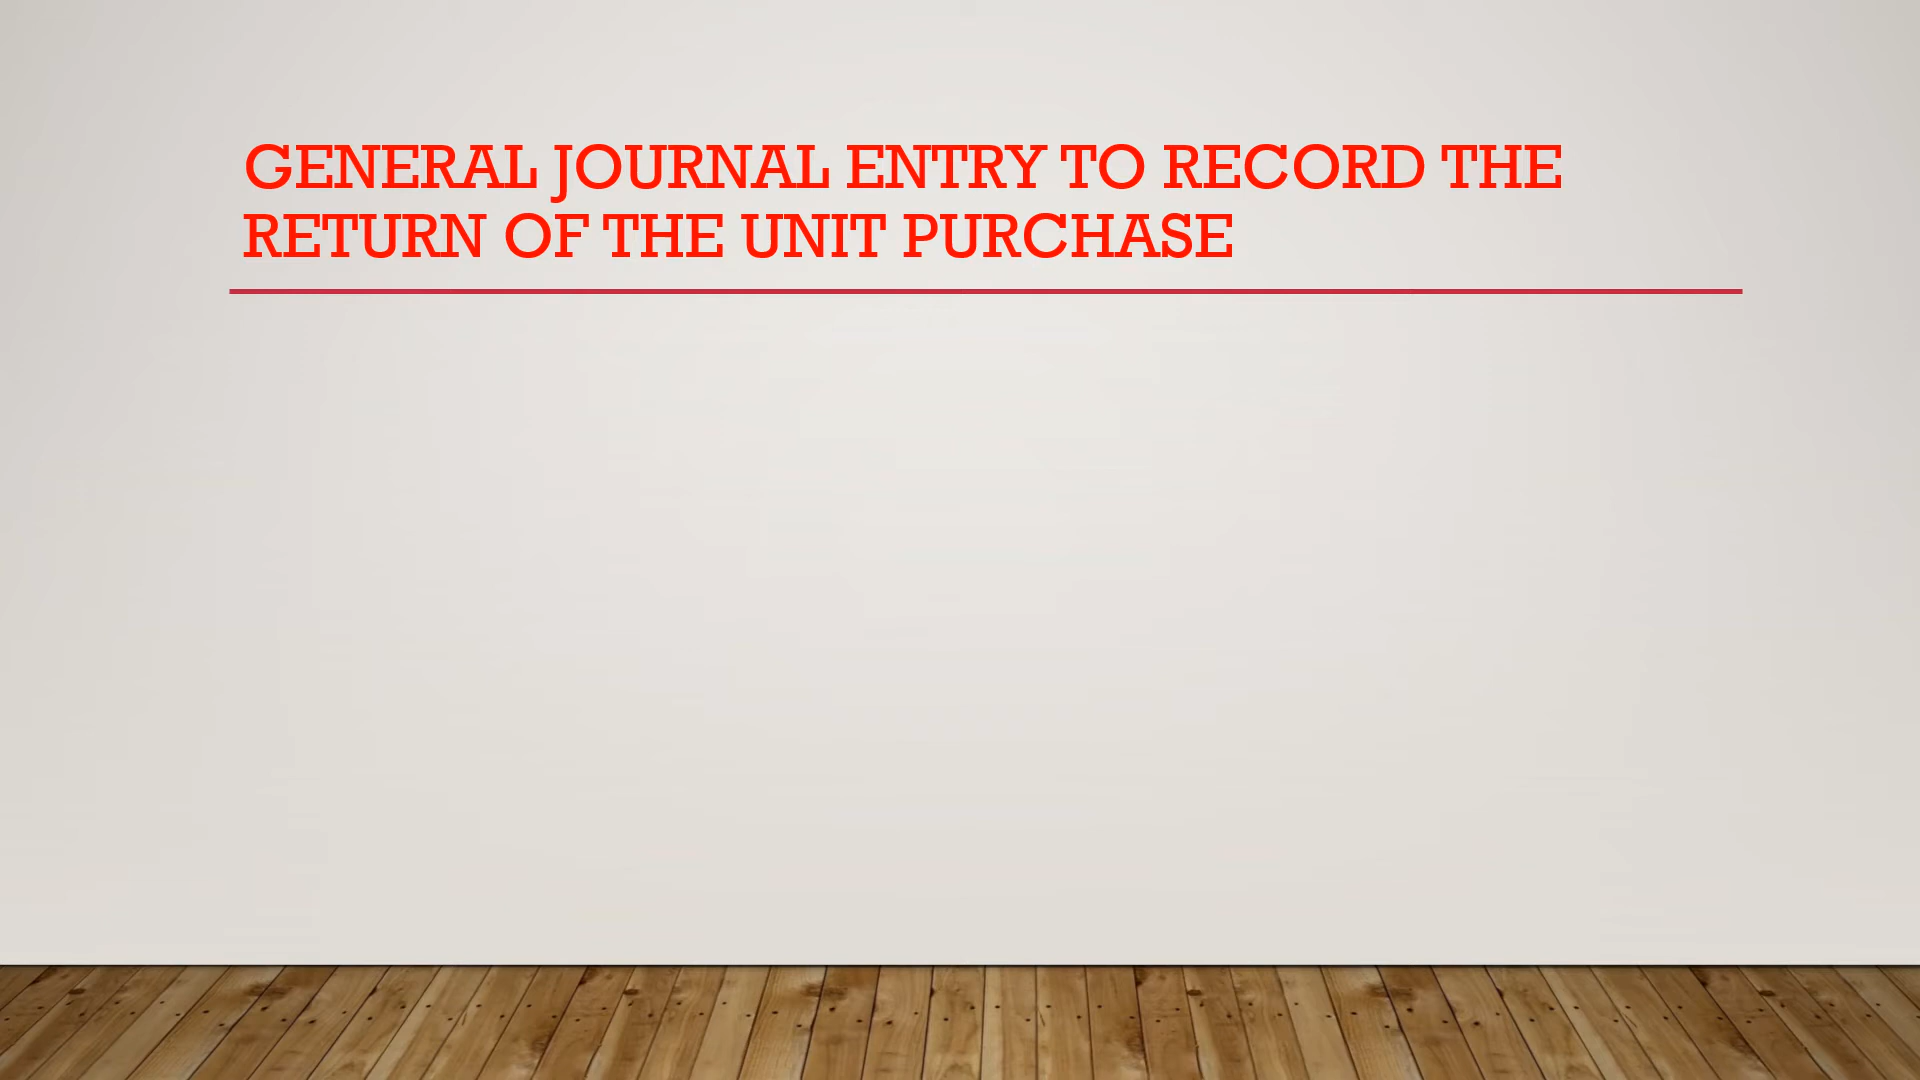 GENERAL JOURNAL ENTRY TO RECORD THE
RETURN OF THE UNIT PURCHASE